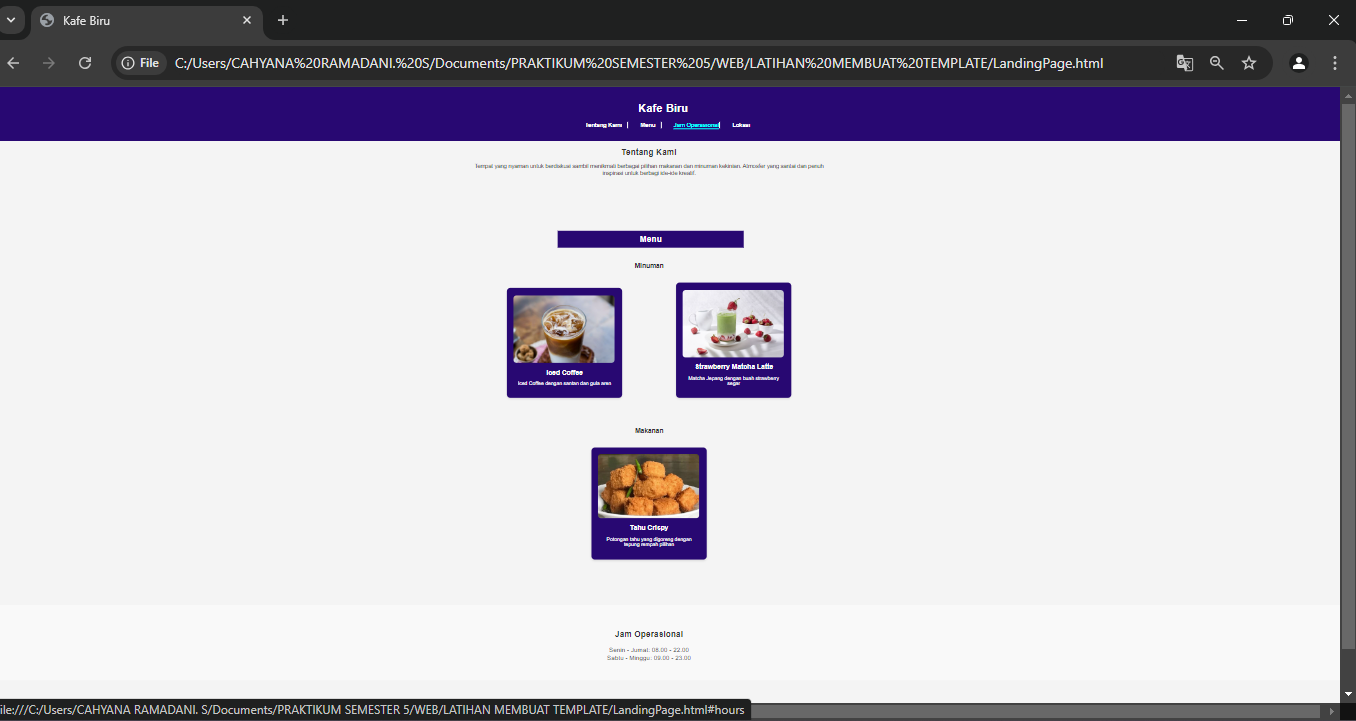 Kafe Biru
File
C:/Users/CAHYANA%20RAMADANI.%20S/Documents/PRAKTIKUM%20SEMESTER%205/WEB/LATIHAN%20MEMBUAT%20TEMPLATE/LandingPage.html
Kafe Biru
Tentang Kami | Menu | Jam Operasional | Lokasi
Tentang Kami
Tempat yang nyaman untuk berdiskusi sambil menikmati berbagai pilihan makanan dan minuman kekinian. Atmosfer yang santai dan penuh
inspirasi untuk berbagi ide-ide kreatif.
Menu
Minuman
Iced Coffee
Iced Coffee dengan santan dan gula aren
Strawberry Matcha Latte
Matcha Jepang dengan buah strawberry
segar
Makanan
Tahu Crispy
Potongan tahu yang digoreng dengan
tepung rempah pilihan
Jam Operasional
Senin - Jumat: 08.00 - 22.00
Sabtu - Minggu: 09.00 - 23.00
ile:///C:/Users/CAHYANA RAMADANI. S/Documents/PRAKTIKUM SEMESTER 5/WEB/LATIHAN MEMBUAT TEMPLATE/LandingPage.html#hours